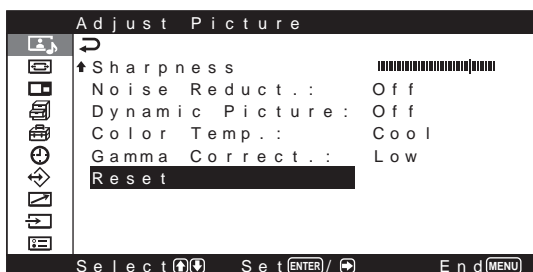 Adjust Picture
Sharpness
Noise Reduct.: Off
Dynamic Picture: Off
Color Temp.: Cool
Gamma Correct.: Low
Reset
Select Set ENTER / End MENU